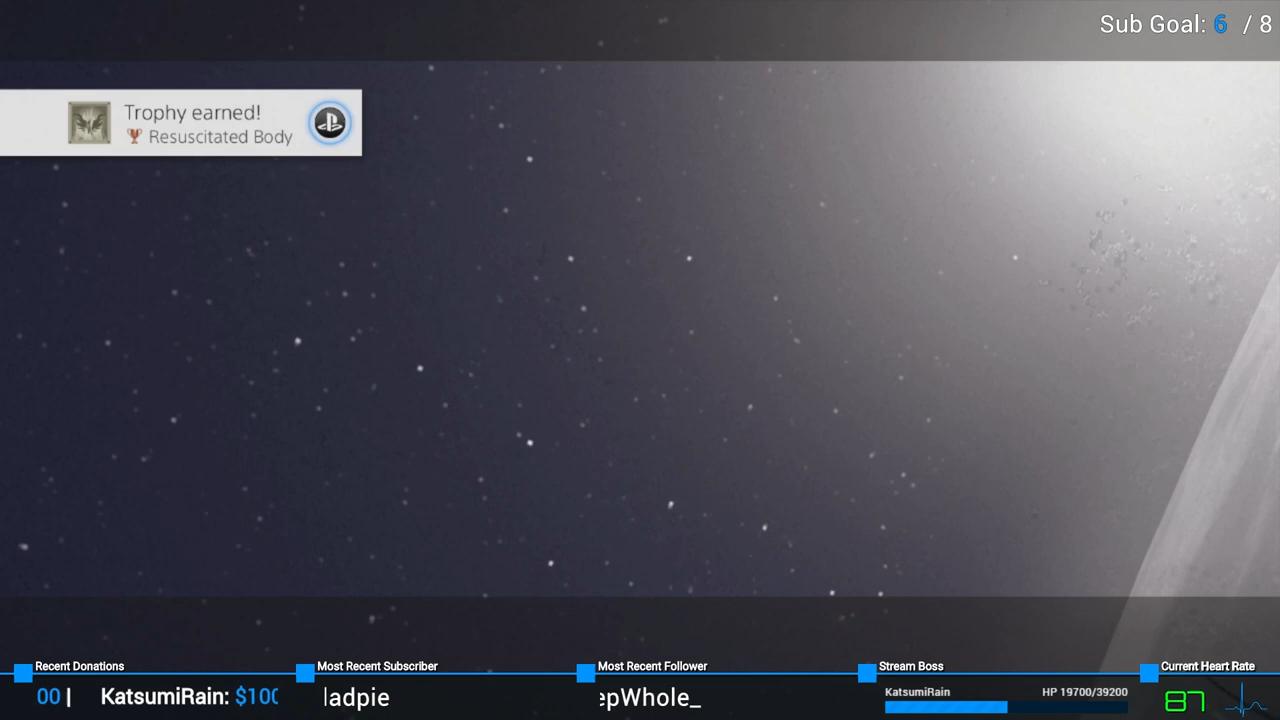 Sub Goal: 6 / 8
Trophy earned!
Resuscitated Body
Recent Donations
Most Recent Subscriber
Most Recent Follower
Stream Boss
Current Heart Rate
00 |
KatsumiRain: $100
ladpie
epWhole_
KatsumiRain
HP 19700/39200
87